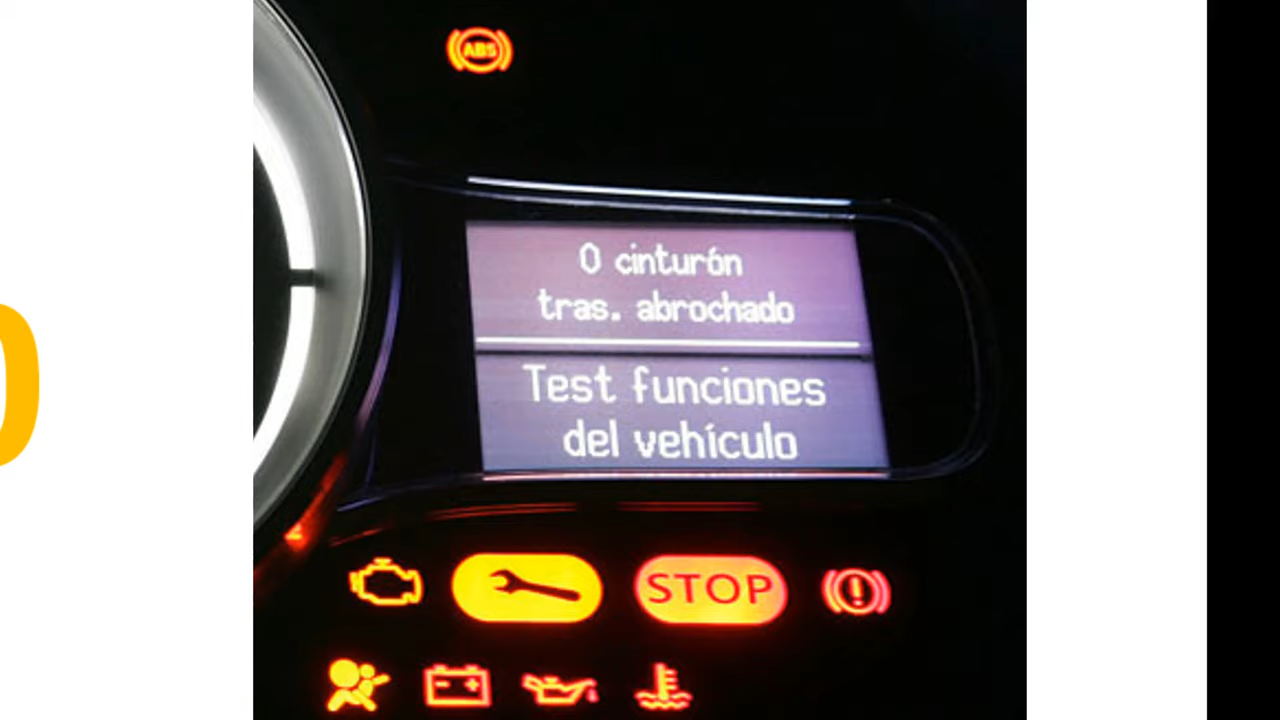 ABS
0 cinturón
tras. abrochado
Test funciones
del vehículo
STOP